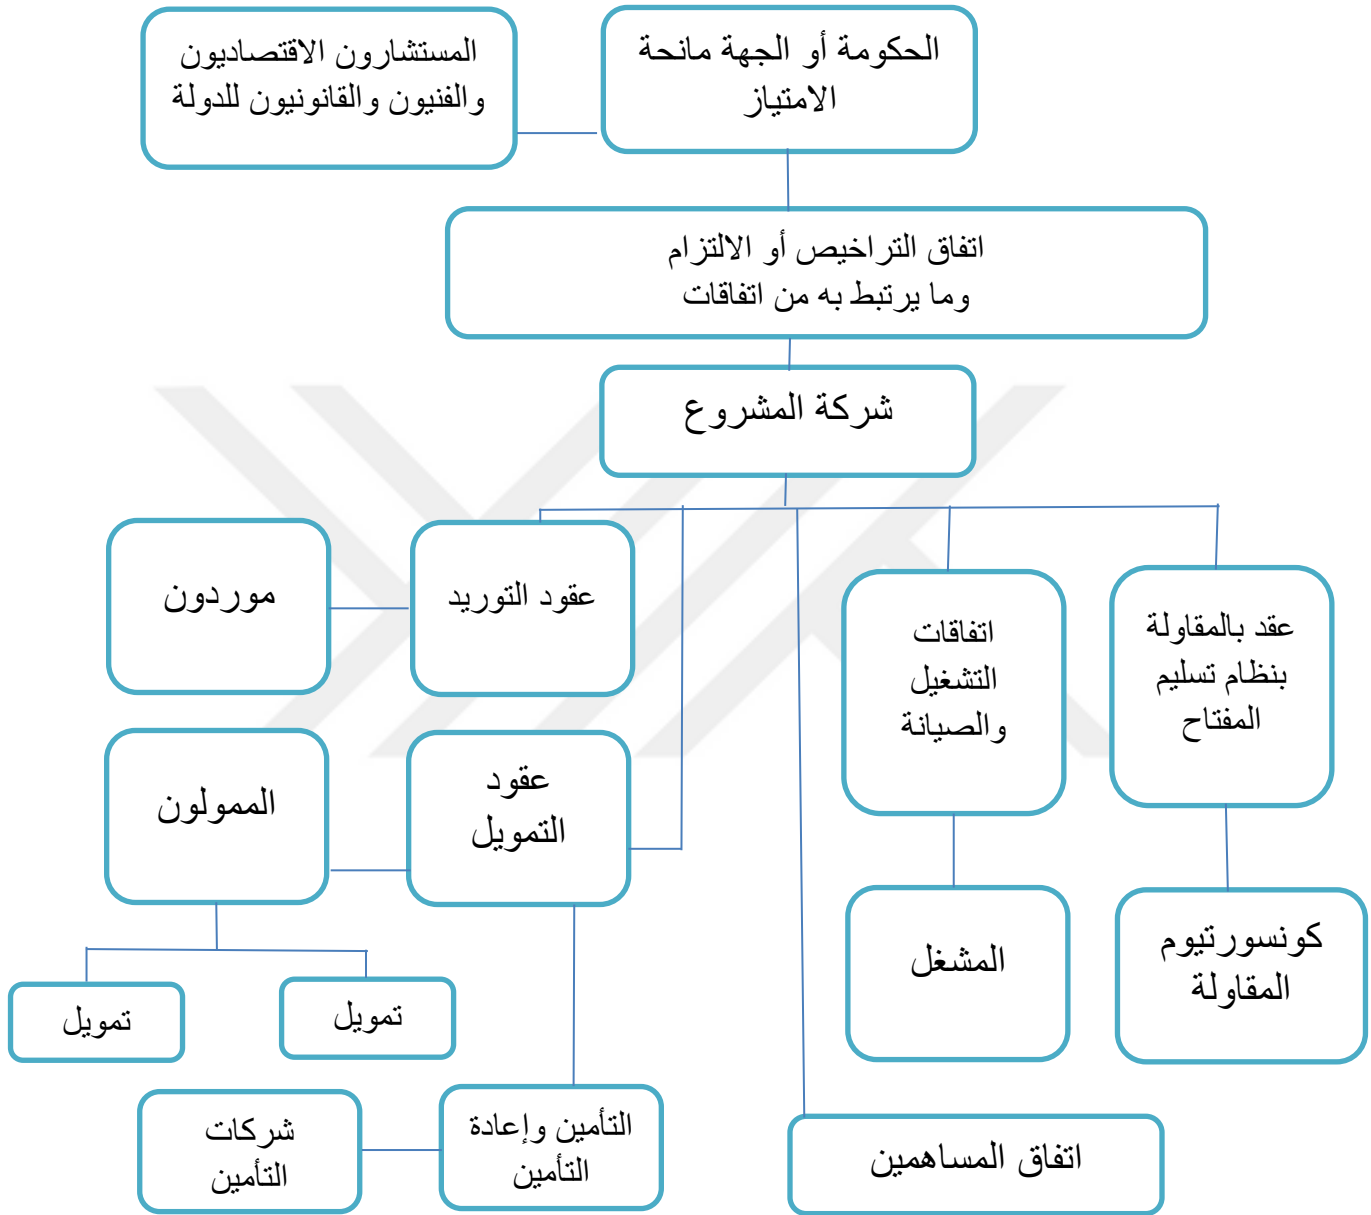 الحكومة أو الجهة مانحة
الامتياز
المستشارون الاقتصاديون
والفنيون والقانونيون للدولة
اتفاق التراخيص أو الالتزام
وما يرتبط به من اتفاقات
شركة المشروع
عقد بالمقاولة
بنظام تسليم
المفتاح
اتفاقات
التشغيل
والصيانة
عقود التوريد
موردون
عقود
التمويل
الممولون
كونسورتيوم
المقاولة
المشغل
تمويل
تمويل
اتفاق المساهمين
التأمين وإعادة
التأمين
شركات
التأمين